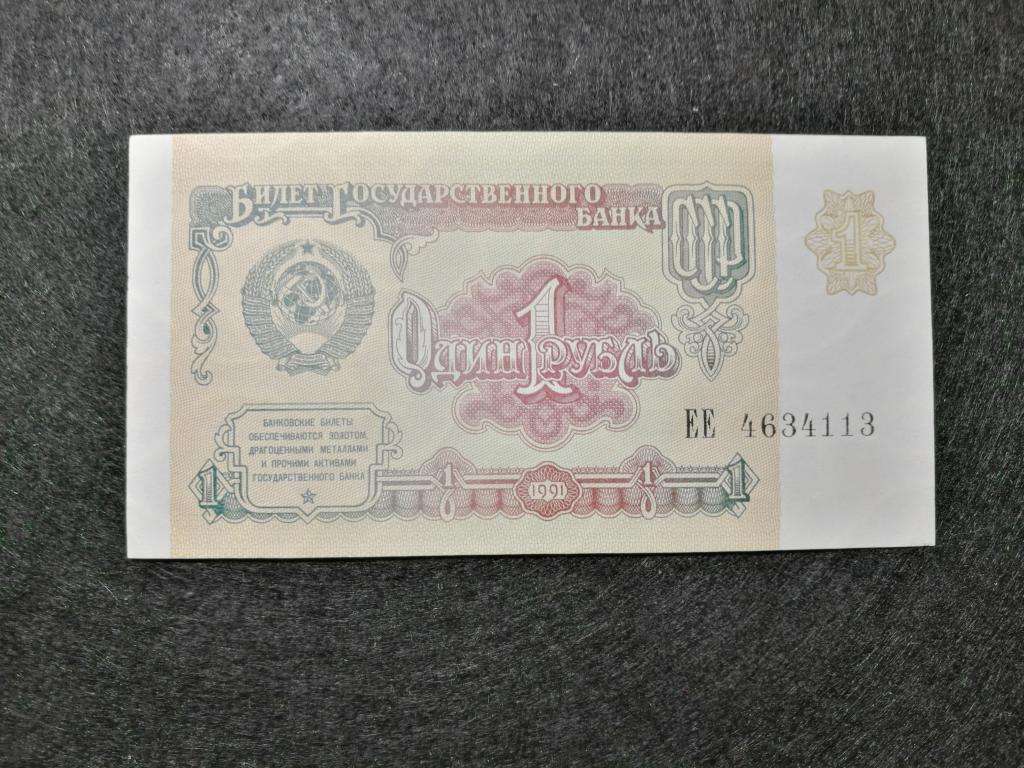 Билет Государственного
Банка
СССР
1
Один 1 рубль
ЕЕ 4634113
БАНКОВСКИЕ БИЛЕТЫ
ОБЕСПЕЧИВАЮТСЯ ЗОЛОТОМ,
ДРАГОЦЕННЫМИ МЕТАЛЛАМИ
И ПРОЧИМИ АКТИВАМИ
ГОСУДАРСТВЕННОГО БАНКА
1 1 1991 1 1